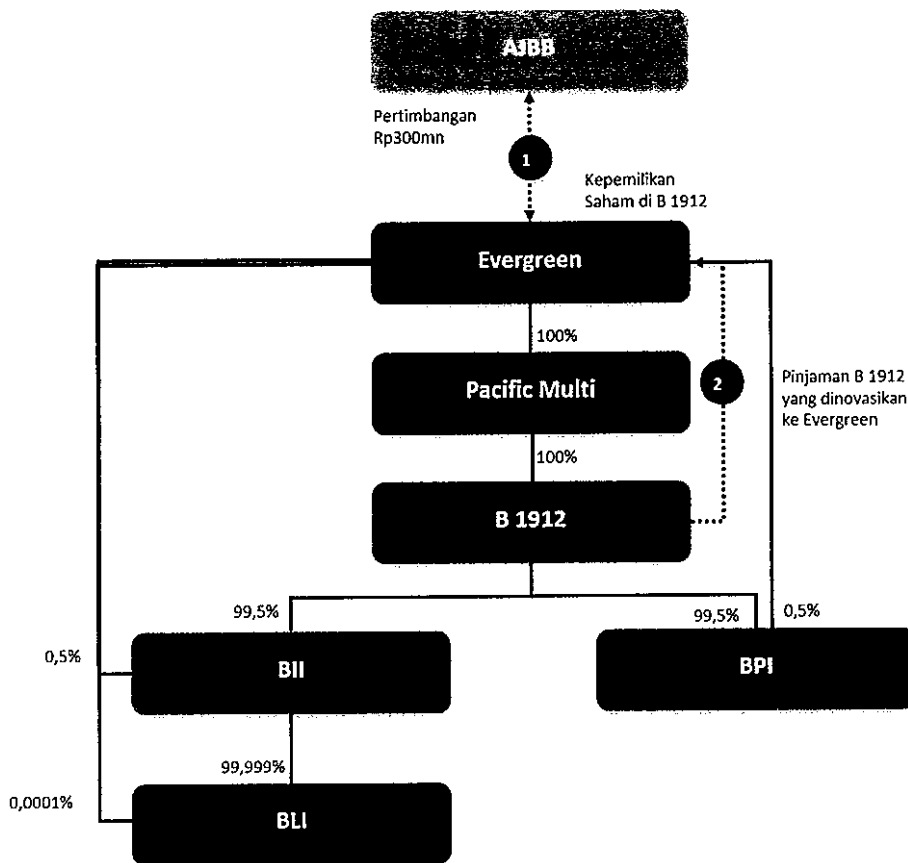 AJBB
Pertimbangan
Rp300mn
1
Kepemilikan
Saham di B 1912
Evergreen
100%
Pacific Multi
2
Pinjaman B 1912
yang dinovasikan
ke Evergreen
100%
B 1912
99,5%
99,5%
0,5%
0,5%
BII
BPI
99,999%
0,0001%
BLI